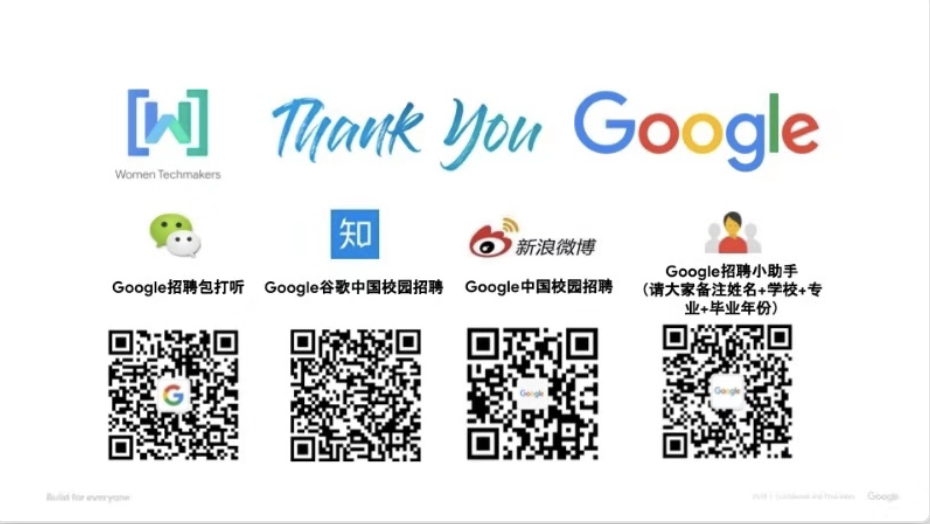 Thank You
Google
Women Techmakers
知
新浪微博
Google招聘包打听
Google谷歌中国校园招聘
Google中国校园招聘
Google招聘小助手
（请大家备注姓名+学校+专
业+毕业年份）
G
Google
Google
Build for everyone
Google